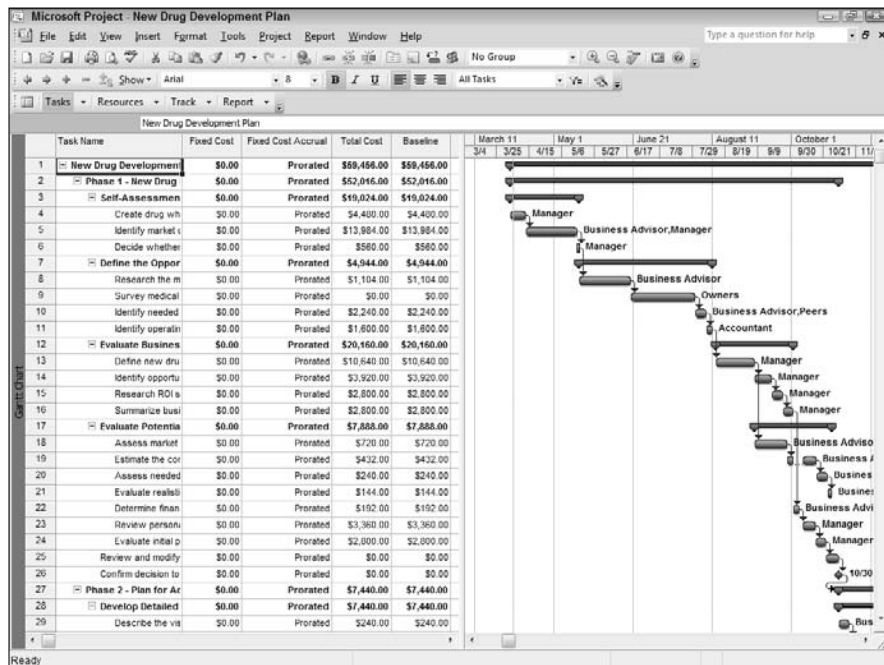 Microsoft Project - New Drug Development Plan
File Edit View Insert Format Tools Project Report Window Help Type a question for help
No Group
Show Arial 8 B I U All Tasks
Tasks Resources Track Report
New Drug Development Plan
Task Name Fixed Cost Fixed Cost Accrual Total Cost Baseline March 11 May 1 June 21 August 11 October 1
3/4 3/25 4/15 5/6 5/27 6/17 7/8 7/29 8/19 9/9 9/30 10/21 11/
1 New Drug Development $0.00 Prorated $59,456.00 $59,456.00
2 Phase 1 - New Drug $0.00 Prorated $52,016.00 $52,016.00
3 Self-Assessmen $0.00 Prorated $19,024.00 $19,024.00
4 Create drug wh $0.00 Prorated $4,480.00 $4,480.00 Manager
5 Identify market $0.00 Prorated $13,984.00 $13,984.00 Business Advisor,Manager
6 Decide whether $0.00 Prorated $560.00 $560.00 Manager
7 Define the Oppor $0.00 Prorated $4,944.00 $4,944.00
8 Research the m $0.00 Prorated $1,104.00 $1,104.00 Business Advisor
9 Survey medical $0.00 Prorated $0.00 $0.00 Owners
10 Identify needed $0.00 Prorated $2,240.00 $2,240.00 Business Advisor,Peers
11 Identify operatin $0.00 Prorated $1,600.00 $1,600.00 Accountant
12 Evaluate Busines $0.00 Prorated $20,160.00 $20,160.00
13 Define new dru $0.00 Prorated $10,640.00 $10,640.00 Manager
14 Identify opportu $0.00 Prorated $3,920.00 $3,920.00 Manager
15 Research ROI s $0.00 Prorated $2,800.00 $2,800.00 Manager
16 Summarize busi $0.00 Prorated $2,800.00 $2,800.00 Manager
17 Evaluate Potentia $0.00 Prorated $7,888.00 $7,888.00
18 Assess market $0.00 Prorated $720.00 $720.00 Business Adviso
19 Estimate the cor $0.00 Prorated $432.00 $432.00 Business A
20 Assess needed $0.00 Prorated $240.00 $240.00 Busines
21 Evaluate realisti $0.00 Prorated $144.00 $144.00 Busines
22 Determine finan $0.00 Prorated $192.00 $192.00 Business Advi
23 Review person $0.00 Prorated $3,360.00 $3,360.00 Manager
24 Evaluate initial p $0.00 Prorated $2,800.00 $2,800.00 Manager
25 Review and modify $0.00 Prorated $0.00 $0.00
26 Confirm decision to $0.00 Prorated $0.00 $0.00 10/30
27 Phase 2 - Plan for Ac $0.00 Prorated $7,440.00 $7,440.00
28 Develop Detailed $0.00 Prorated $7,440.00 $7,440.00
29 Describe the vis $0.00 Prorated $240.00 $240.00 Bus
Gantt Chart
Ready